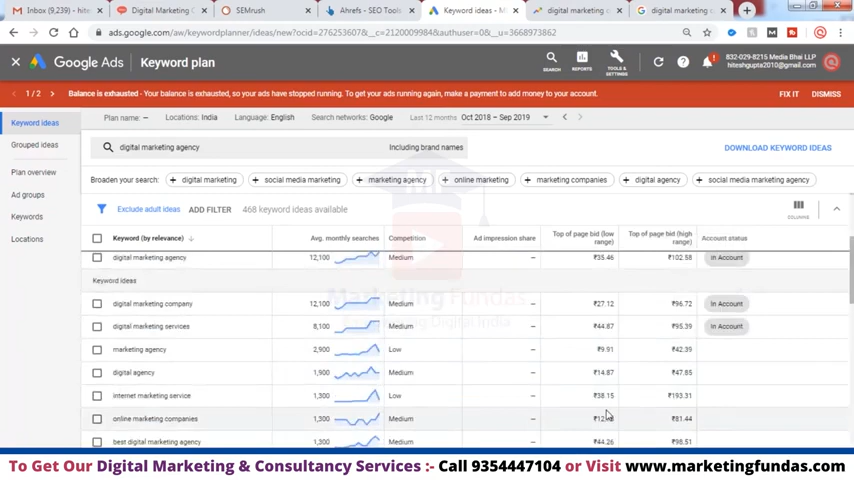 Inbox (9,239) - hites
Digital Marketing C
SEMrush
Ahrefs - SEO Tools
Keyword ideas - M
digital marketing c
digital marketing c
ads.google.com/aw/keywordplanner/ideas/new?ocid=276253607&__c=2120009984&authuser=0&__u=3668973862
Google Ads Keyword plan
SEARCH REPORTS TOOLS & SETTINGS
832-029-8215 Media Bhai LLP
hiteshgupta2010@gmail.com
1 / 2 Balance is exhausted - Your balance is exhausted, so your ads have stopped running. To get your ads running again, make a payment to add money to your account. FIX IT DISMISS
Keyword ideas
Grouped ideas
Plan overview
Ad groups
Keywords
Locations
Plan name: — Locations: India Language: English Search networks: Google Last 12 months Oct 2018 – Sep 2019
digital marketing agency Including brand names DOWNLOAD KEYWORD IDEAS
Broaden your search: + digital marketing + social media marketing + marketing agency + online marketing + marketing companies + digital agency + social media marketing agency
Exclude adult ideas ADD FILTER 468 keyword ideas available COLUMNS
Keyword (by relevance) Avg. monthly searches Competition Ad impression share Top of page bid (low range) Top of page bid (high range) Account status
digital marketing agency 12,100 Medium – ₹35.46 ₹102.58 In Account
Keyword ideas
digital marketing company 12,100 Medium – ₹27.12 ₹96.72 In Account
digital marketing services 8,100 Medium – ₹44.87 ₹95.39 In Account
marketing agency 2,900 Low – ₹9.91 ₹42.39
digital agency 1,900 Medium – ₹14.87 ₹47.85
internet marketing service 1,300 Low – ₹38.15 ₹193.31
online marketing companies 1,300 Medium – ₹81.44
best digital marketing agency 1,300 Medium – ₹44.26 ₹98.51
Marketing Fundas
Digital India
To Get Our Digital Marketing & Consultancy Services :- Call 9354447104 or Visit www.marketingfundas.com